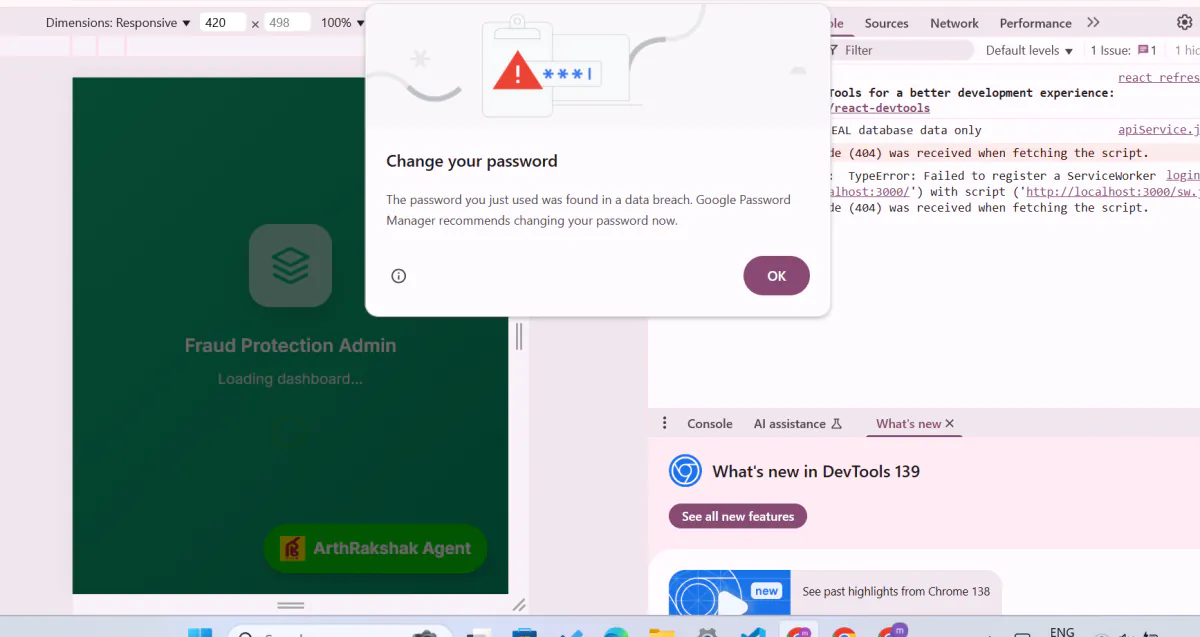 Dimensions: Responsive ▼ 420 × 498 100% ▼
Sources Network Performance >>
Filter Default levels ▼ 1 Issue: 1
react refres
Tools for a better development experience:
/react-devtools
EAL database data only apiService.j
de (404) was received when fetching the script.
: TypeError: Failed to register a ServiceWorker login
alhost:3000/') with script ('http://localhost:3000/sw.
de (404) was received when fetching the script.
***
Change your password
The password you just used was found in a data breach. Google Password
Manager recommends changing your password now.
OK
Fraud Protection Admin
Loading dashboard...
ArthRakshak Agent
Console AI assistance What's new ×
What's new in DevTools 139
See all new features
new
See past highlights from Chrome 138
ENG